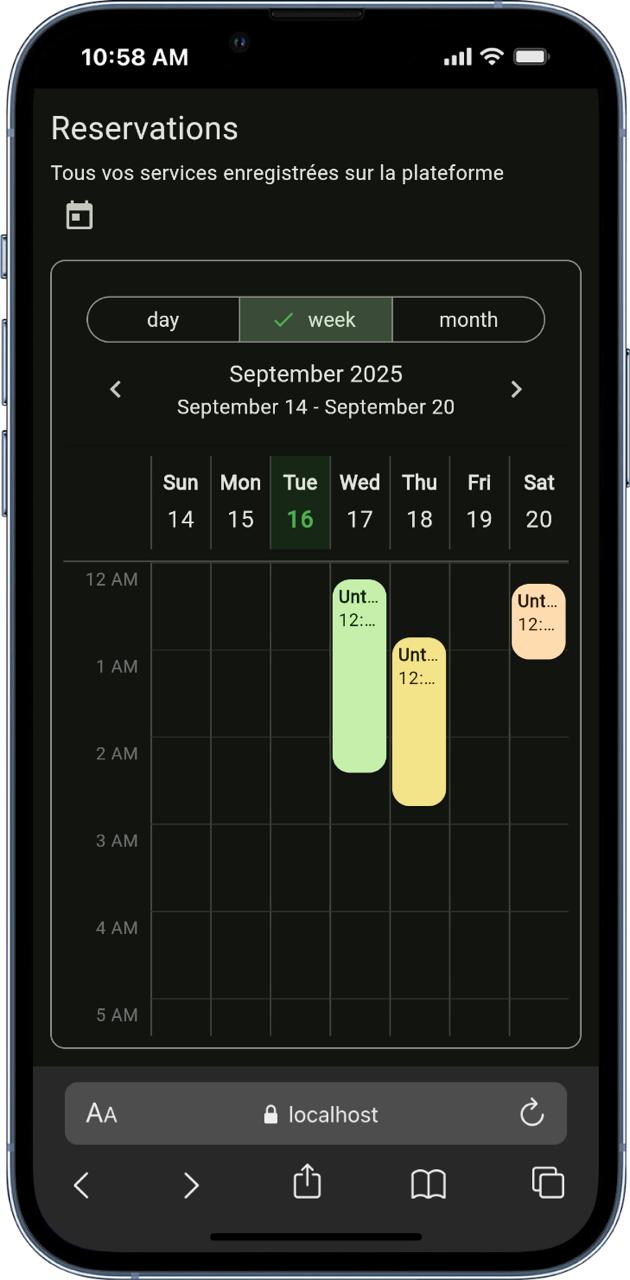 10:58 AM
Reservations
Tous vos services enregistrées sur la plateforme
day week month
September 2025
September 14 - September 20
Sun Mon Tue Wed Thu Fri Sat
14 15 16 17 18 19 20
12 AM
Unt... Unt...
12:... 12:...
Unt...
1 AM
12:...
2 AM
3 AM
4 AM
5 AM
AA localhost